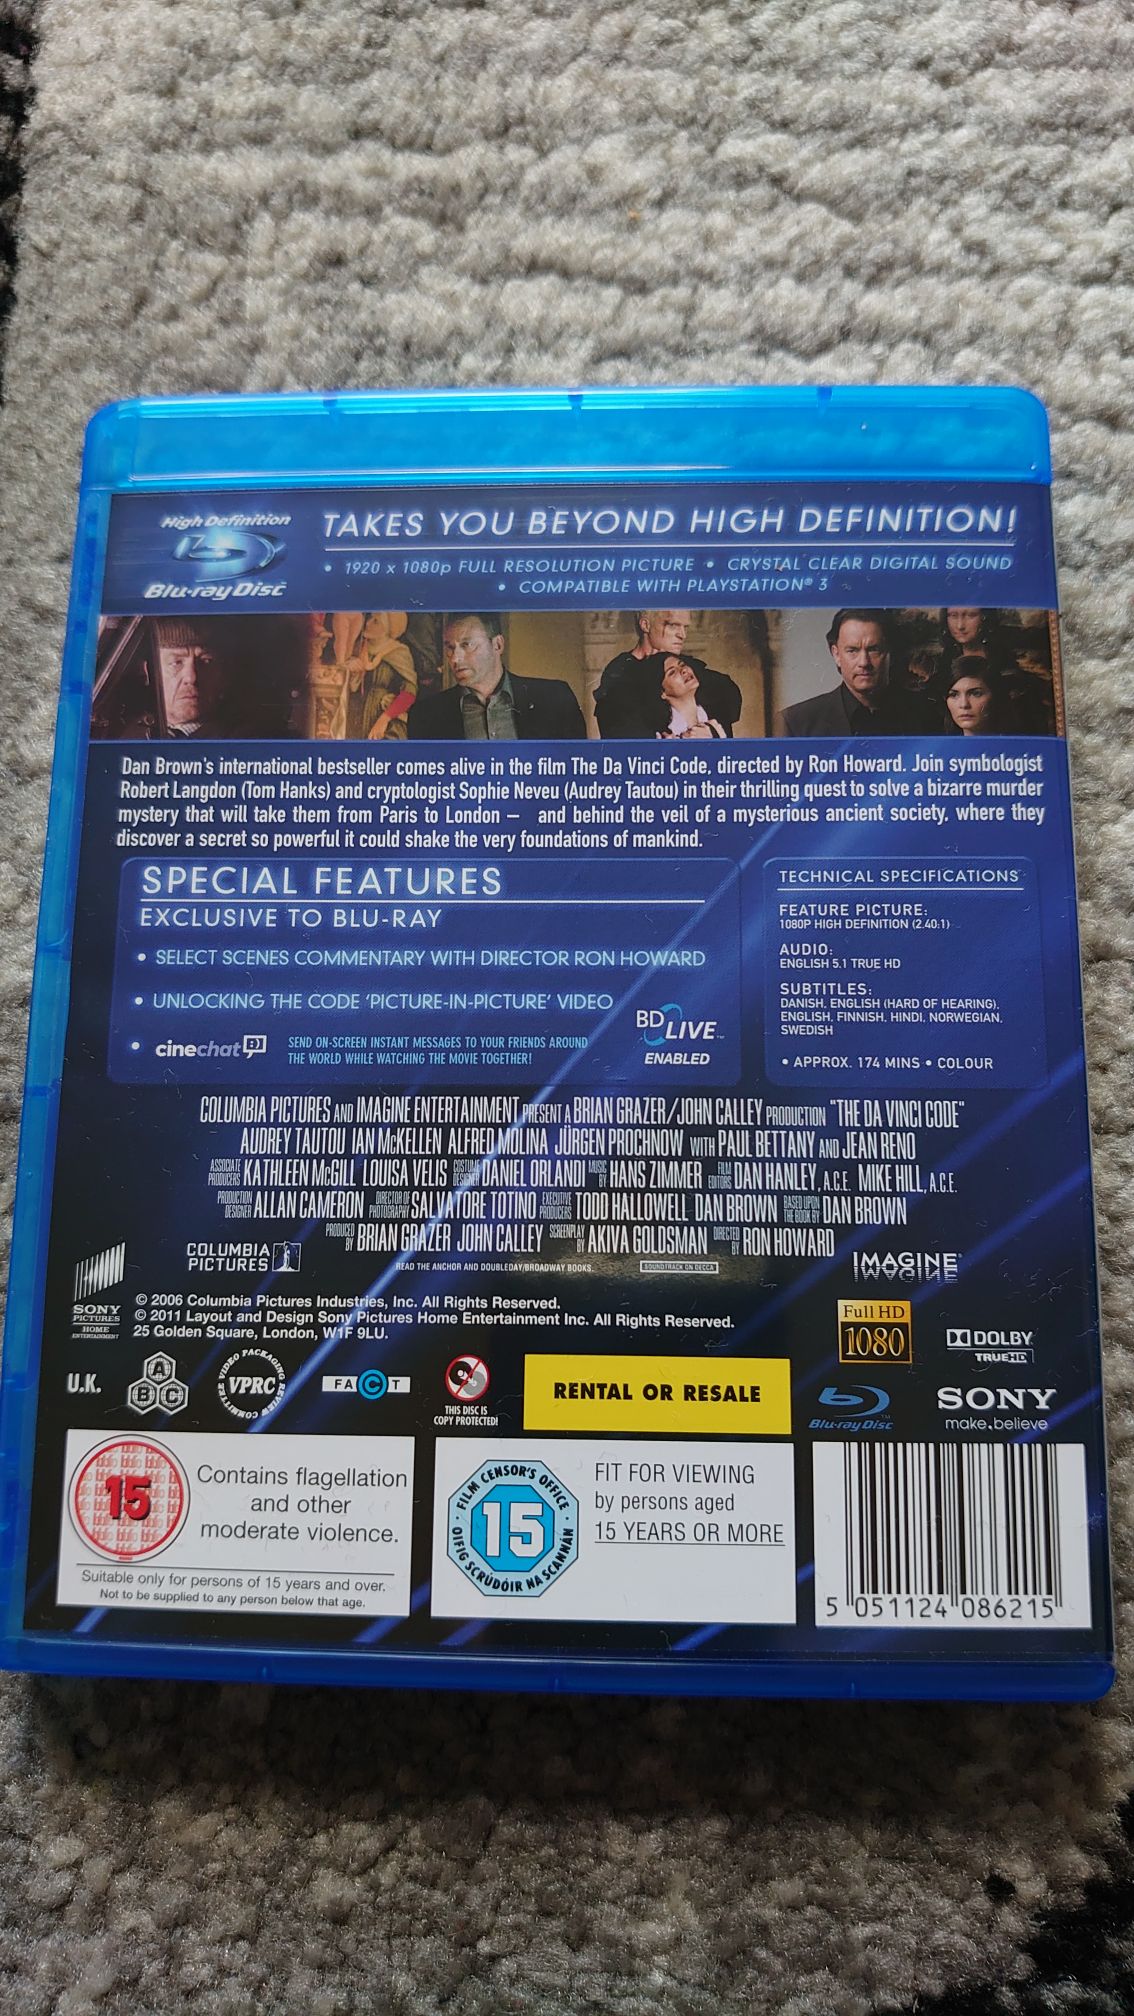 High Definition
Blu-ray Disc
TAKES YOU BEYOND HIGH DEFINITION!
• 1920 x 1080p FULL RESOLUTION PICTURE • CRYSTAL CLEAR DIGITAL SOUND
• COMPATIBLE WITH PLAYSTATION® 3
Dan Brown's international bestseller comes alive in the film The Da Vinci Code, directed by Ron Howard. Join symbologist
Robert Langdon (Tom Hanks) and cryptologist Sophie Neveu (Audrey Tautou) in their thrilling quest to solve a bizarre murder
mystery that will take them from Paris to London – and behind the veil of a mysterious ancient society, where they
discover a secret so powerful it could shake the very foundations of mankind.
SPECIAL FEATURES
EXCLUSIVE TO BLU-RAY
• SELECT SCENES COMMENTARY WITH DIRECTOR RON HOWARD
• UNLOCKING THE CODE 'PICTURE-IN-PICTURE' VIDEO
• cinechat BD
SEND ON-SCREEN INSTANT MESSAGES TO YOUR FRIENDS AROUND
THE WORLD WHILE WATCHING THE MOVIE TOGETHER!
BD LIVE™
ENABLED
TECHNICAL SPECIFICATIONS
FEATURE PICTURE:
1080P HIGH DEFINITION (2.40:1)
AUDIO:
ENGLISH 5.1 TRUE HD
SUBTITLES:
DANISH, ENGLISH (HARD OF HEARING),
ENGLISH, FINNISH, HINDI, NORWEGIAN,
SWEDISH
• APPROX. 174 MINS • COLOUR
COLUMBIA PICTURES AND IMAGINE ENTERTAINMENT PRESENT A BRIAN GRAZER/JOHN CALLEY PRODUCTION "THE DA VINCI CODE"
AUDREY TAUTOU IAN McKELLEN ALFRED MOLINA JÜRGEN PROCHNOW WITH PAUL BETTANY AND JEAN RENO
ASSOCIATE PRODUCERS KATHLEEN McGILL LOUISA VELIS COSTUME DESIGNER DANIEL ORLANDI MUSIC BY HANS ZIMMER FILM EDITORS DAN HANLEY, A.C.E. MIKE HILL, A.C.E.
PRODUCTION DESIGNER ALLAN CAMERON DIRECTOR OF PHOTOGRAPHY SALVATORE TOTINO EXECUTIVE PRODUCERS TODD HALLOWELL DAN BROWN BASED UPON THE BOOK BY DAN BROWN
PRODUCED BY BRIAN GRAZER JOHN CALLEY SCREENPLAY BY AKIVA GOLDSMAN DIRECTED BY RON HOWARD
COLUMBIA
PICTURES
READ THE ANCHOR AND DOUBLEDAY/BROADWAY BOOKS.
SOUNDTRACK ON DECCA
IMAGINE®
SONY
PICTURES
HOME
ENTERTAINMENT
© 2006 Columbia Pictures Industries, Inc. All Rights Reserved.
© 2011 Layout and Design Sony Pictures Home Entertainment Inc. All Rights Reserved.
25 Golden Square, London, W1F 9LU.
Full HD
1080
DOLBY
TRUEHD
U.K.
A
B C
VIDEO PACKAGING REVIEW COMMITTEE
VPRC
FACT
THIS DISC IS
COPY PROTECTED!
RENTAL OR RESALE
Blu-ray Disc™
SONY
make.believe
15
Contains flagellation
and other
moderate violence.
Suitable only for persons of 15 years and over.
Not to be supplied to any person below that age.
FILM CENSOR'S OFFICE
15
OIFIG SCRÚDÓIR NA SCANNÁN
FIT FOR VIEWING
by persons aged
15 YEARS OR MORE
5 051124 086215